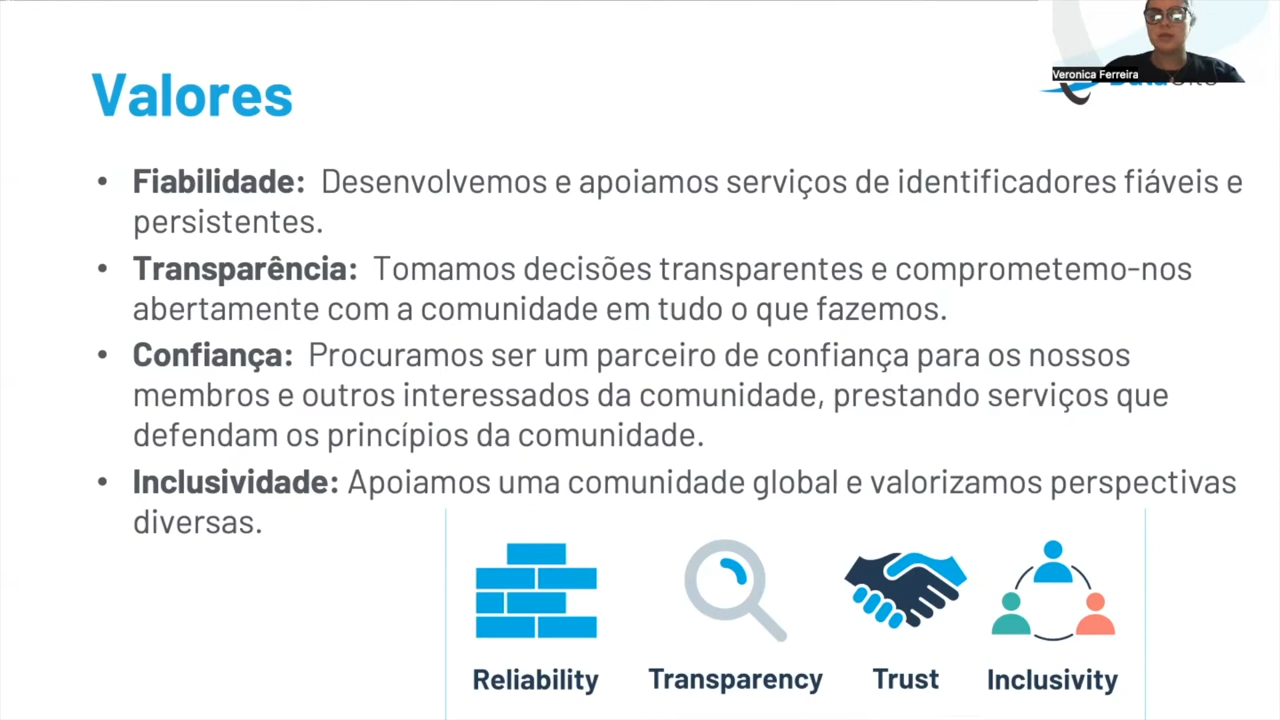 Veronica Ferreira
Valores
• Fiabilidade: Desenvolvemos e apoiamos serviços de identificadores fiáveis e
persistentes.
• Transparência: Tomamos decisões transparentes e comprometemo-nos
abertamente com a comunidade em tudo o que fazemos.
• Confiança: Procuramos ser um parceiro de confiança para os nossos
membros e outros interessados da comunidade, prestando serviços que
defendam os princípios da comunidade.
• Inclusividade: Apoiamos uma comunidade global e valorizamos perspectivas
diversas.
Reliability Transparency Trust Inclusivity